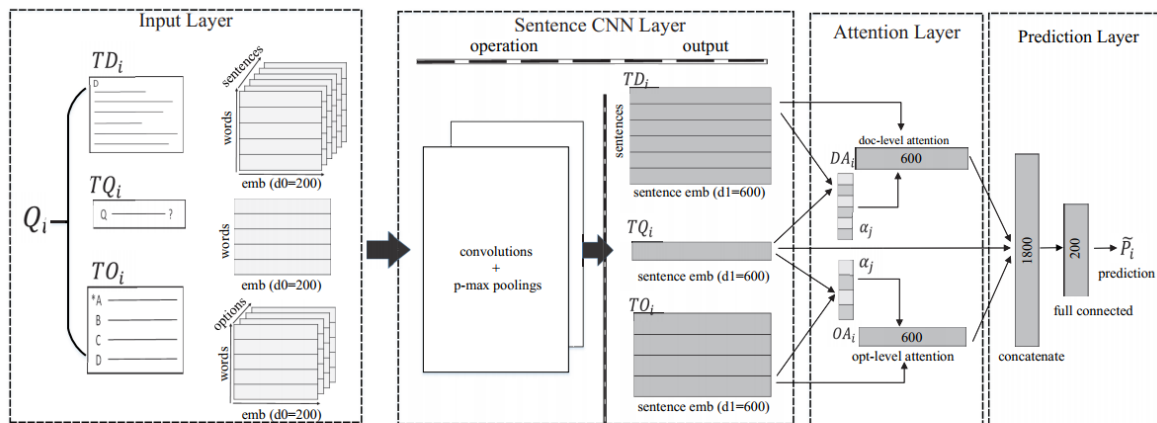 Input Layer
TD_i
D
sentences
words
emb (d0=200)
TQ_i
Q ?
words
emb (d0=200)
Q_i
TO_i
*A
B
C
D
options
words
emb (d0=200)
Sentence CNN Layer
operation
output
convolutions
+
p-max poolings
TD_i
sentences
sentence emb (d1=600)
TQ_i
sentence emb (d1=600)
TO_i
sentence emb (d1=600)
Attention Layer
doc-level attention
DA_i
600
α_j
α_j
OA_i
600
opt-level attention
Prediction Layer
1800
concatenate
200
full connected
P̃_i
prediction